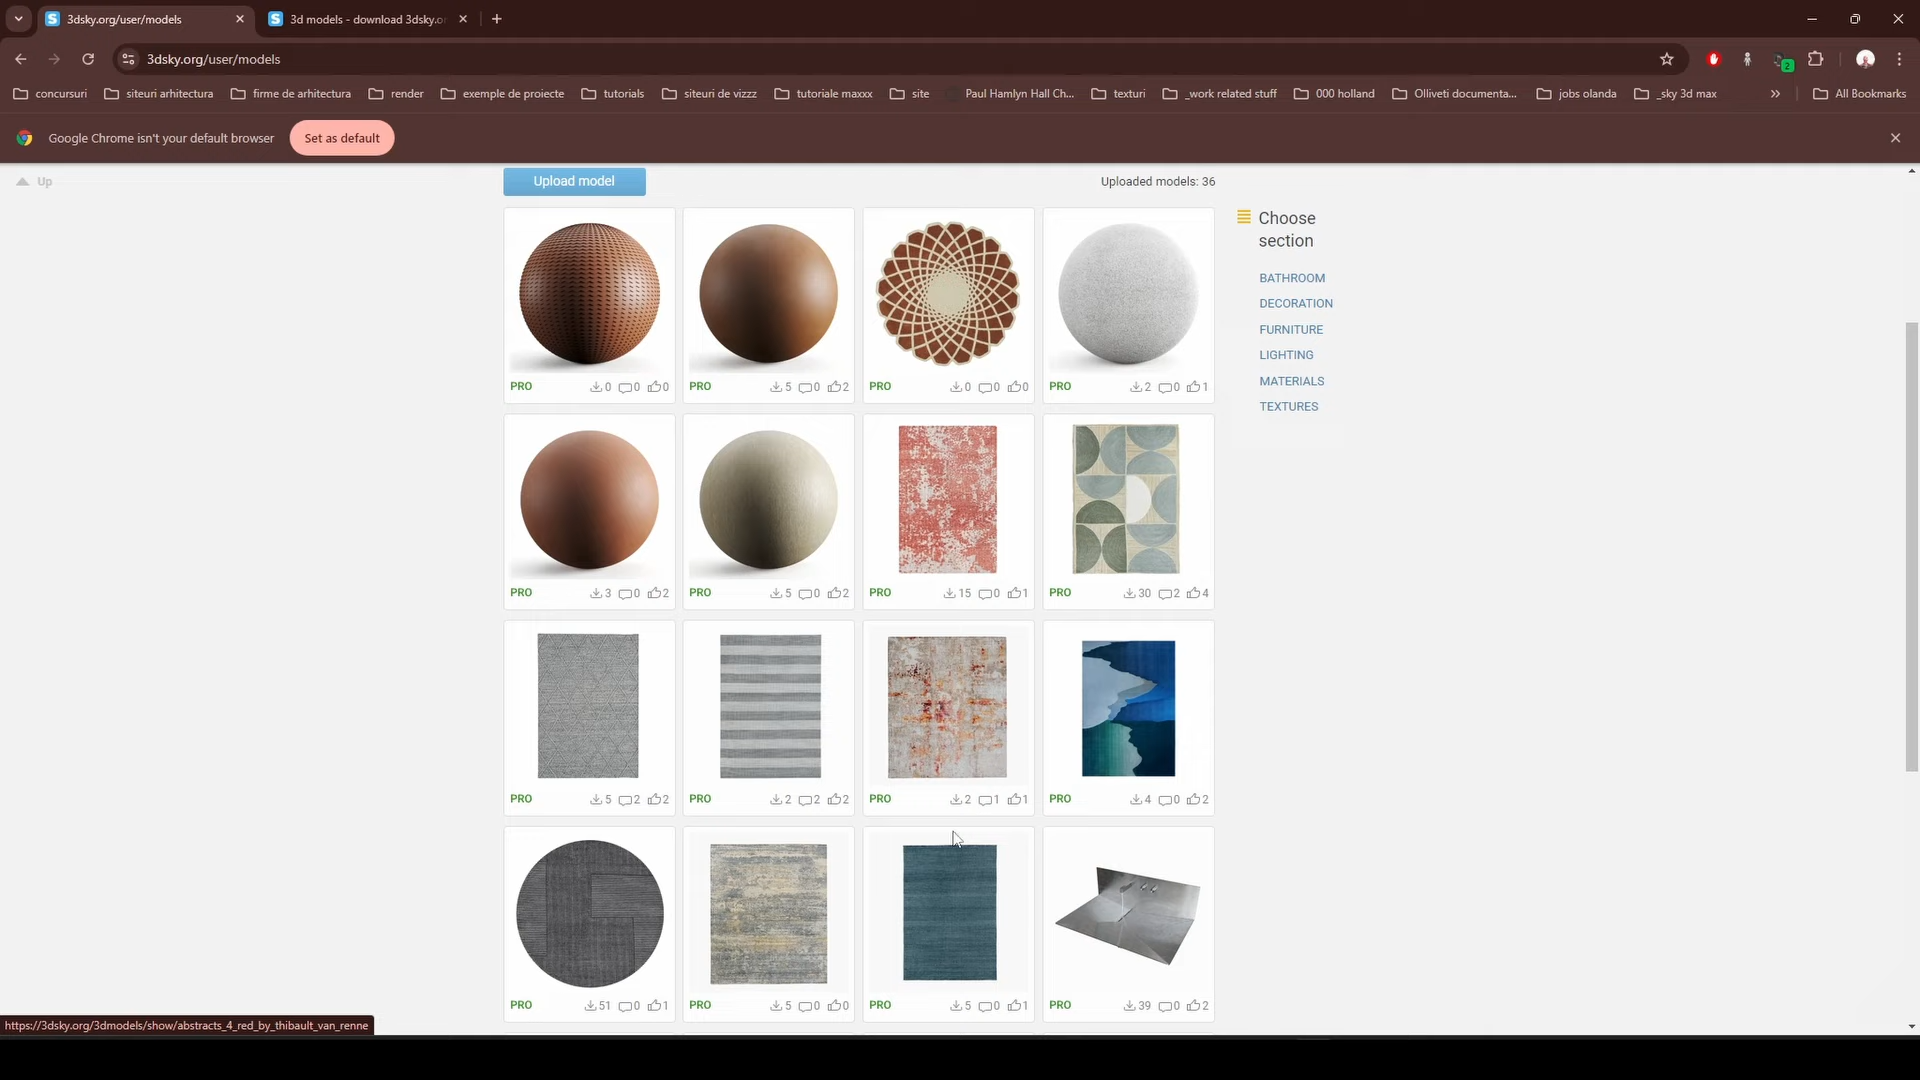 3dsky.org/user/models
3d models - download 3dsky.or
3dsky.org/user/models
2
concursuri
siteuri arhitectura
firme de arhitectura
render
exemple de proiecte
tutorials
siteuri de vizzz
tutoriale maxxx
site
Paul Hamlyn Hall Ch...
texturi
_work related stuff
000 holland
Olliveti documenta...
jobs olanda
_sky 3d max
»
All Bookmarks
Google Chrome isn't your default browser
Set as default
Up
Upload model
Uploaded models: 36
Choose
section
BATHROOM
DECORATION
FURNITURE
LIGHTING
MATERIALS
TEXTURES
PRO 0 0 0
PRO 5 0 2
PRO 0 0 0
PRO 2 0 1
PRO 3 0 2
PRO 5 0 2
PRO 15 0 1
PRO 30 2 4
PRO 5 2 2
PRO 2 2 2
PRO 2 1 1
PRO 4 0 2
PRO 51 0 1
PRO 5 0 0
PRO 5 0 1
PRO 39 0 2
https://3dsky.org/3dmodels/show/abstracts_4_red_by_thibault_van_renne